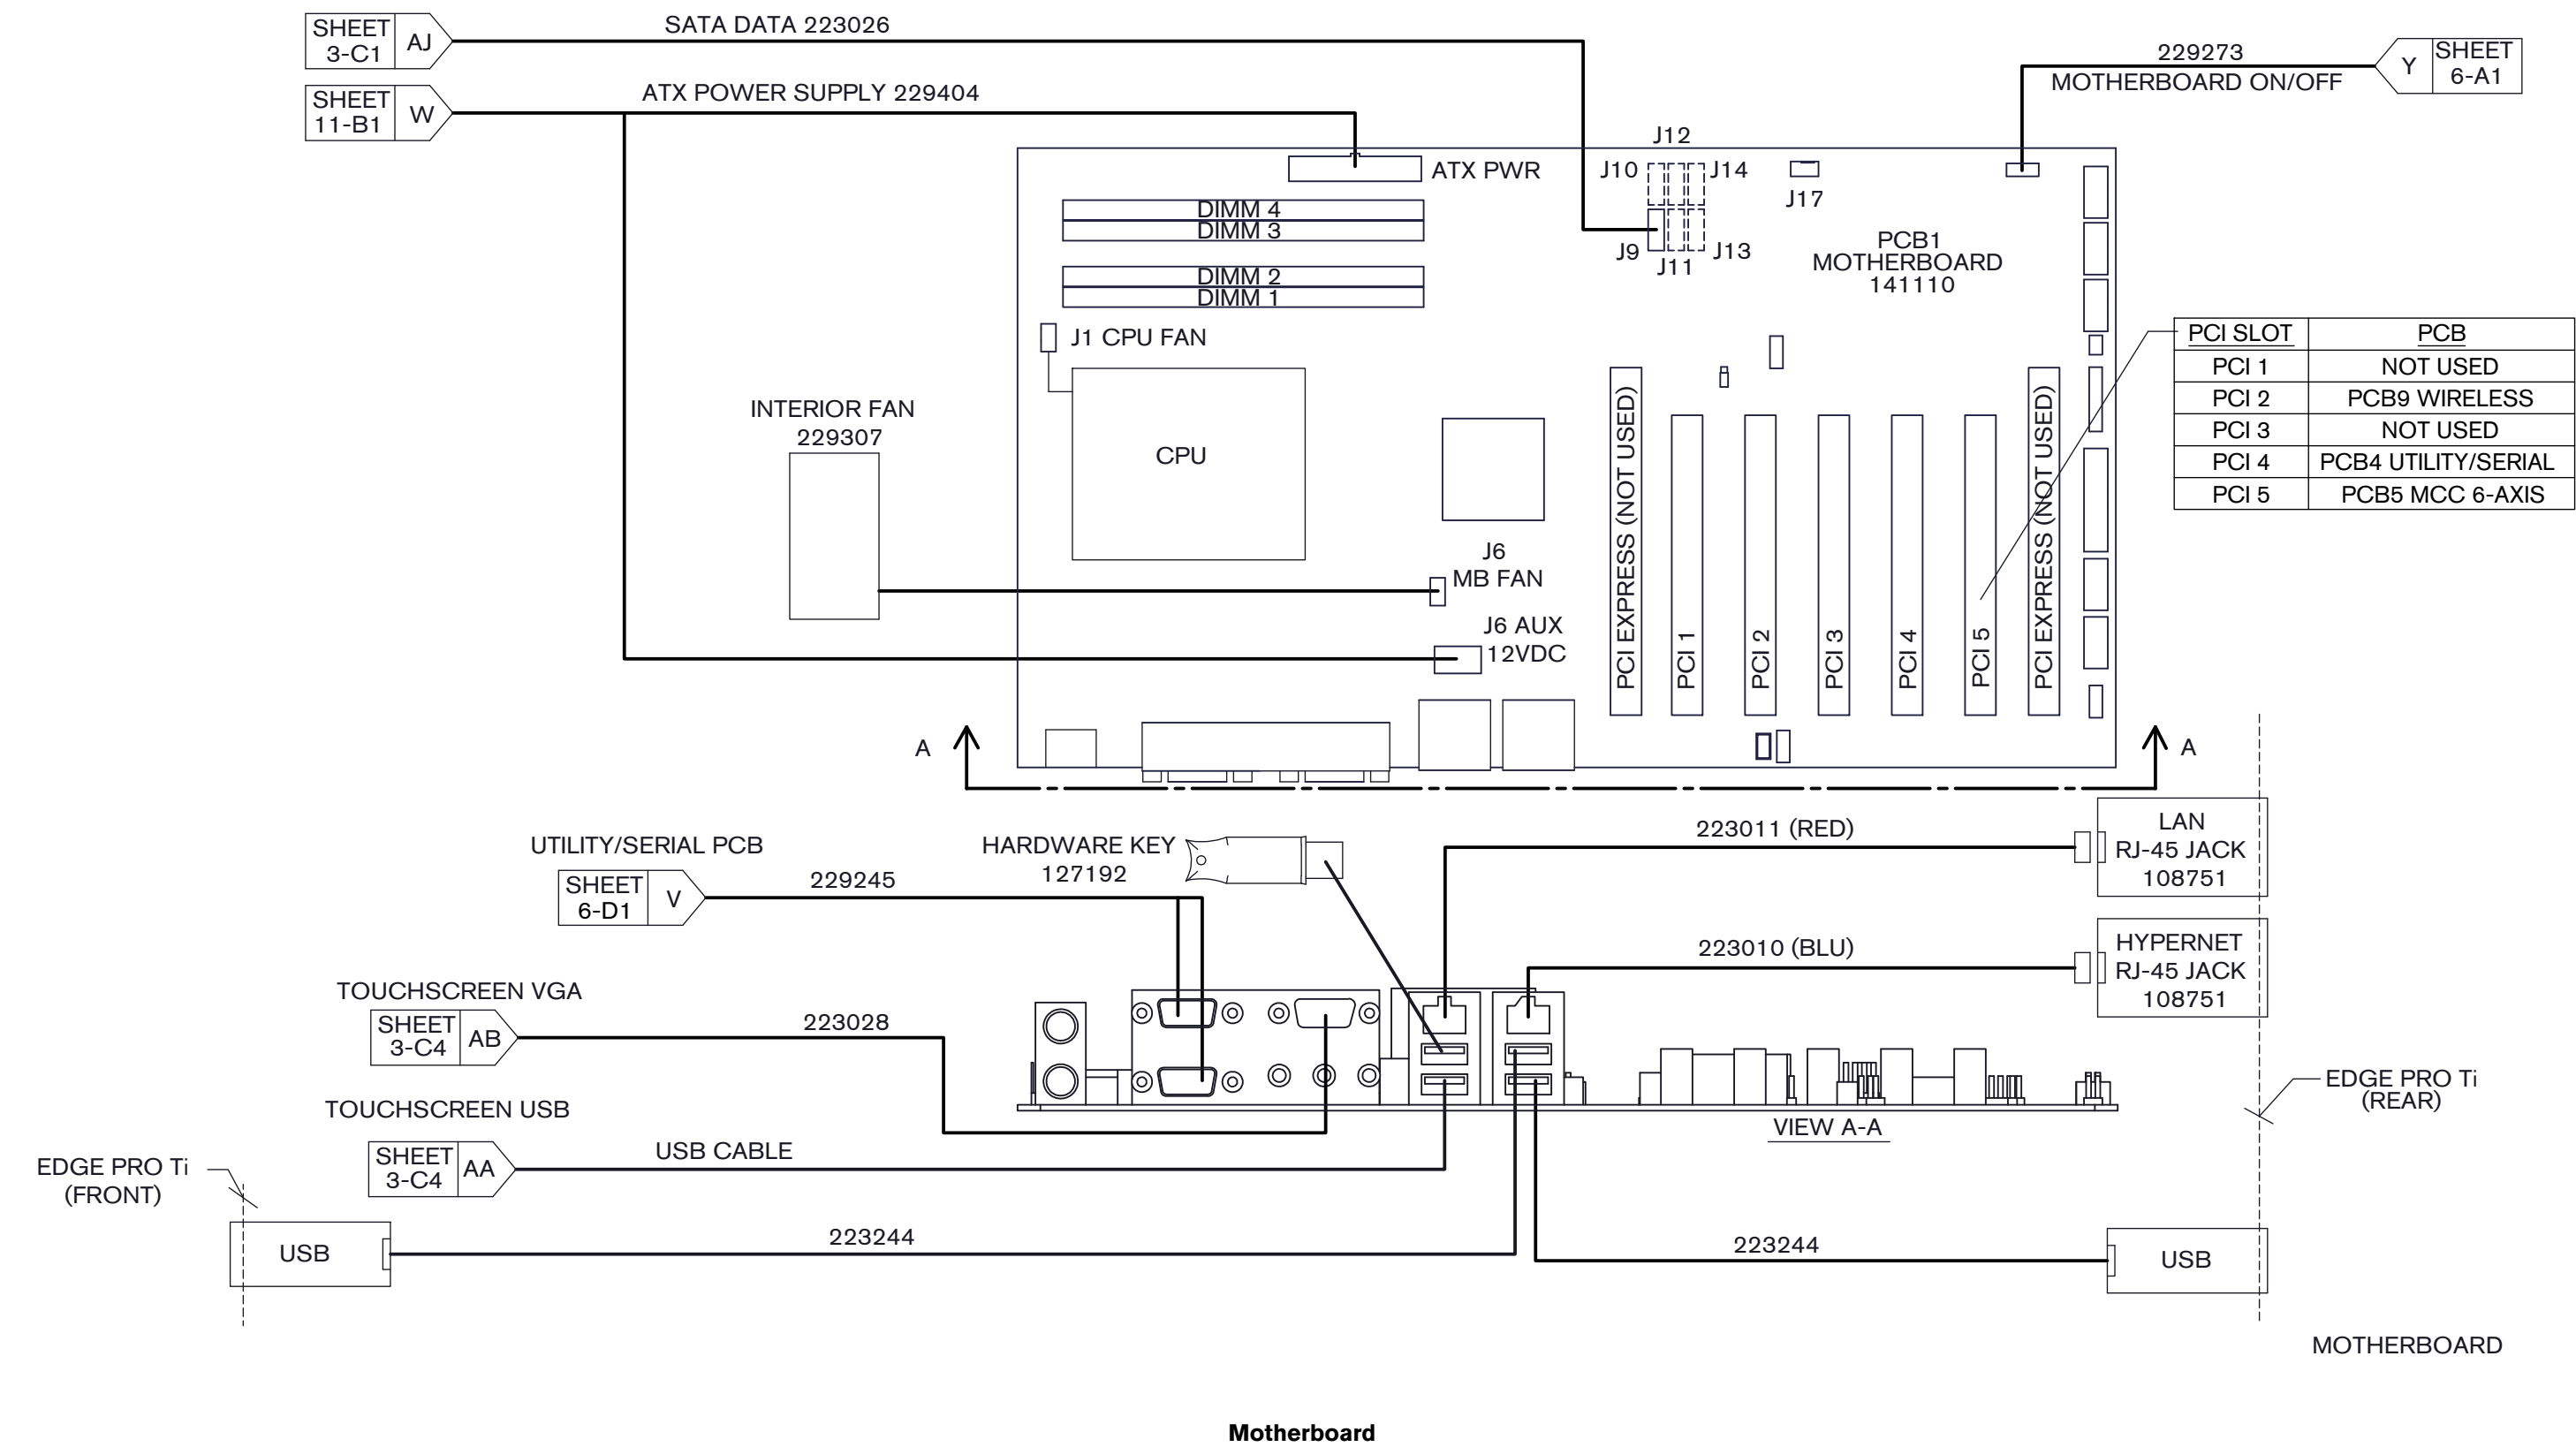 SHEET
3-C1
AJ
SATA DATA 223026
SHEET
11-B1
W
ATX POWER SUPPLY 229404
229273
MOTHERBOARD ON/OFF
Y
SHEET
6-A1
ATX PWR
J12
J10
J14
J17
J9
J11
J13
DIMM 4
DIMM 3
DIMM 2
DIMM 1
PCB1
MOTHERBOARD
141110
J1 CPU FAN
CPU
INTERIOR FAN
229307
J6
MB FAN
J6 AUX
12VDC
PCI EXPRESS (NOT USED)
PCI 1
PCI 2
PCI 3
PCI 4
PCI 5
PCI EXPRESS (NOT USED)
PCI SLOT PCB
PCI 1 NOT USED
PCI 2 PCB9 WIRELESS
PCI 3 NOT USED
PCI 4 PCB4 UTILITY/SERIAL
PCI 5 PCB5 MCC 6-AXIS
A
A
UTILITY/SERIAL PCB
SHEET
6-D1
V
229245
HARDWARE KEY
127192
223011 (RED)
LAN
RJ-45 JACK
108751
223010 (BLU)
HYPERNET
RJ-45 JACK
108751
TOUCHSCREEN VGA
SHEET
3-C4
AB
223028
TOUCHSCREEN USB
SHEET
3-C4
AA
USB CABLE
VIEW A-A
EDGE PRO Ti
(REAR)
EDGE PRO Ti
(FRONT)
USB
223244
223244
USB
MOTHERBOARD
Motherboard